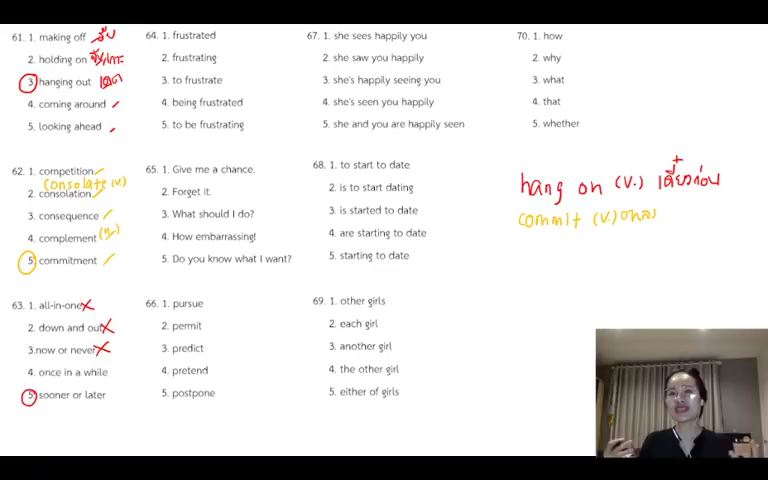 61. 1. making off
2. holding on
3. hanging out
4. coming around
5. looking ahead
62. 1. competition
consolate (v.)
2. consolation
3. consequence
4. complement (n.)
5. commitment
63. 1. all-in-one
2. down and out
3.now or never
4. once in a while
5. sooner or later
64. 1. frustrated
2. frustrating
3. to frustrate
4. being frustrated
5. to be frustrating
65. 1. Give me a chance.
2. Forget it.
3. What should I do?
4. How embarrassing!
5. Do you know what I want?
66. 1. pursue
2. permit
3. predict
4. pretend
5. postpone
67. 1. she sees happily you
2. she saw you happily
3. she's happily seeing you
4. she's seen you happily
5. she and you are happily seen
68. 1. to start to date
2. is to start dating
3. is started to date
4. are starting to date
5. starting to date
69. 1. other girls
2. each girl
3. another girl
4. the other girl
5. either of girls
70. 1. how
2. why
3. what
4. that
5. whether
hang on (v.) เดี๋ยวก่อน
commit (v.)